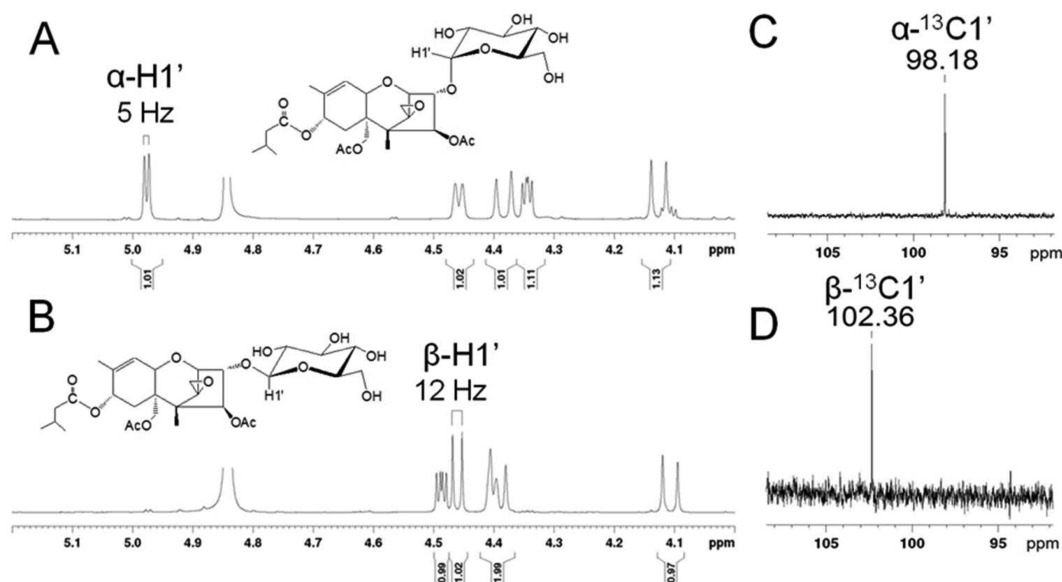 A
α-H1’
5 Hz
HO
OH
HO
OH
H1'
O
OH
O
O
O
O
C
O
AcO
OAc
5.1 5.0 4.9 4.8 4.7 4.6 4.5 4.4 4.3 4.2 4.1 ppm
1.01 1.02 1.01 1.11 1.13
B
β-H1’
12 Hz
HO
OH
HO
OH
O
O
O
OH
H1'
O
O
C
O
AcO
OAc
5.1 5.0 4.9 4.8 4.7 4.6 4.5 4.4 4.3 4.2 4.1 ppm
0.99 1.02 1.99 0.97
C
α-¹³C1’
98.18
105 100 95 ppm
D
β-¹³C1’
102.36
105 100 95 ppm